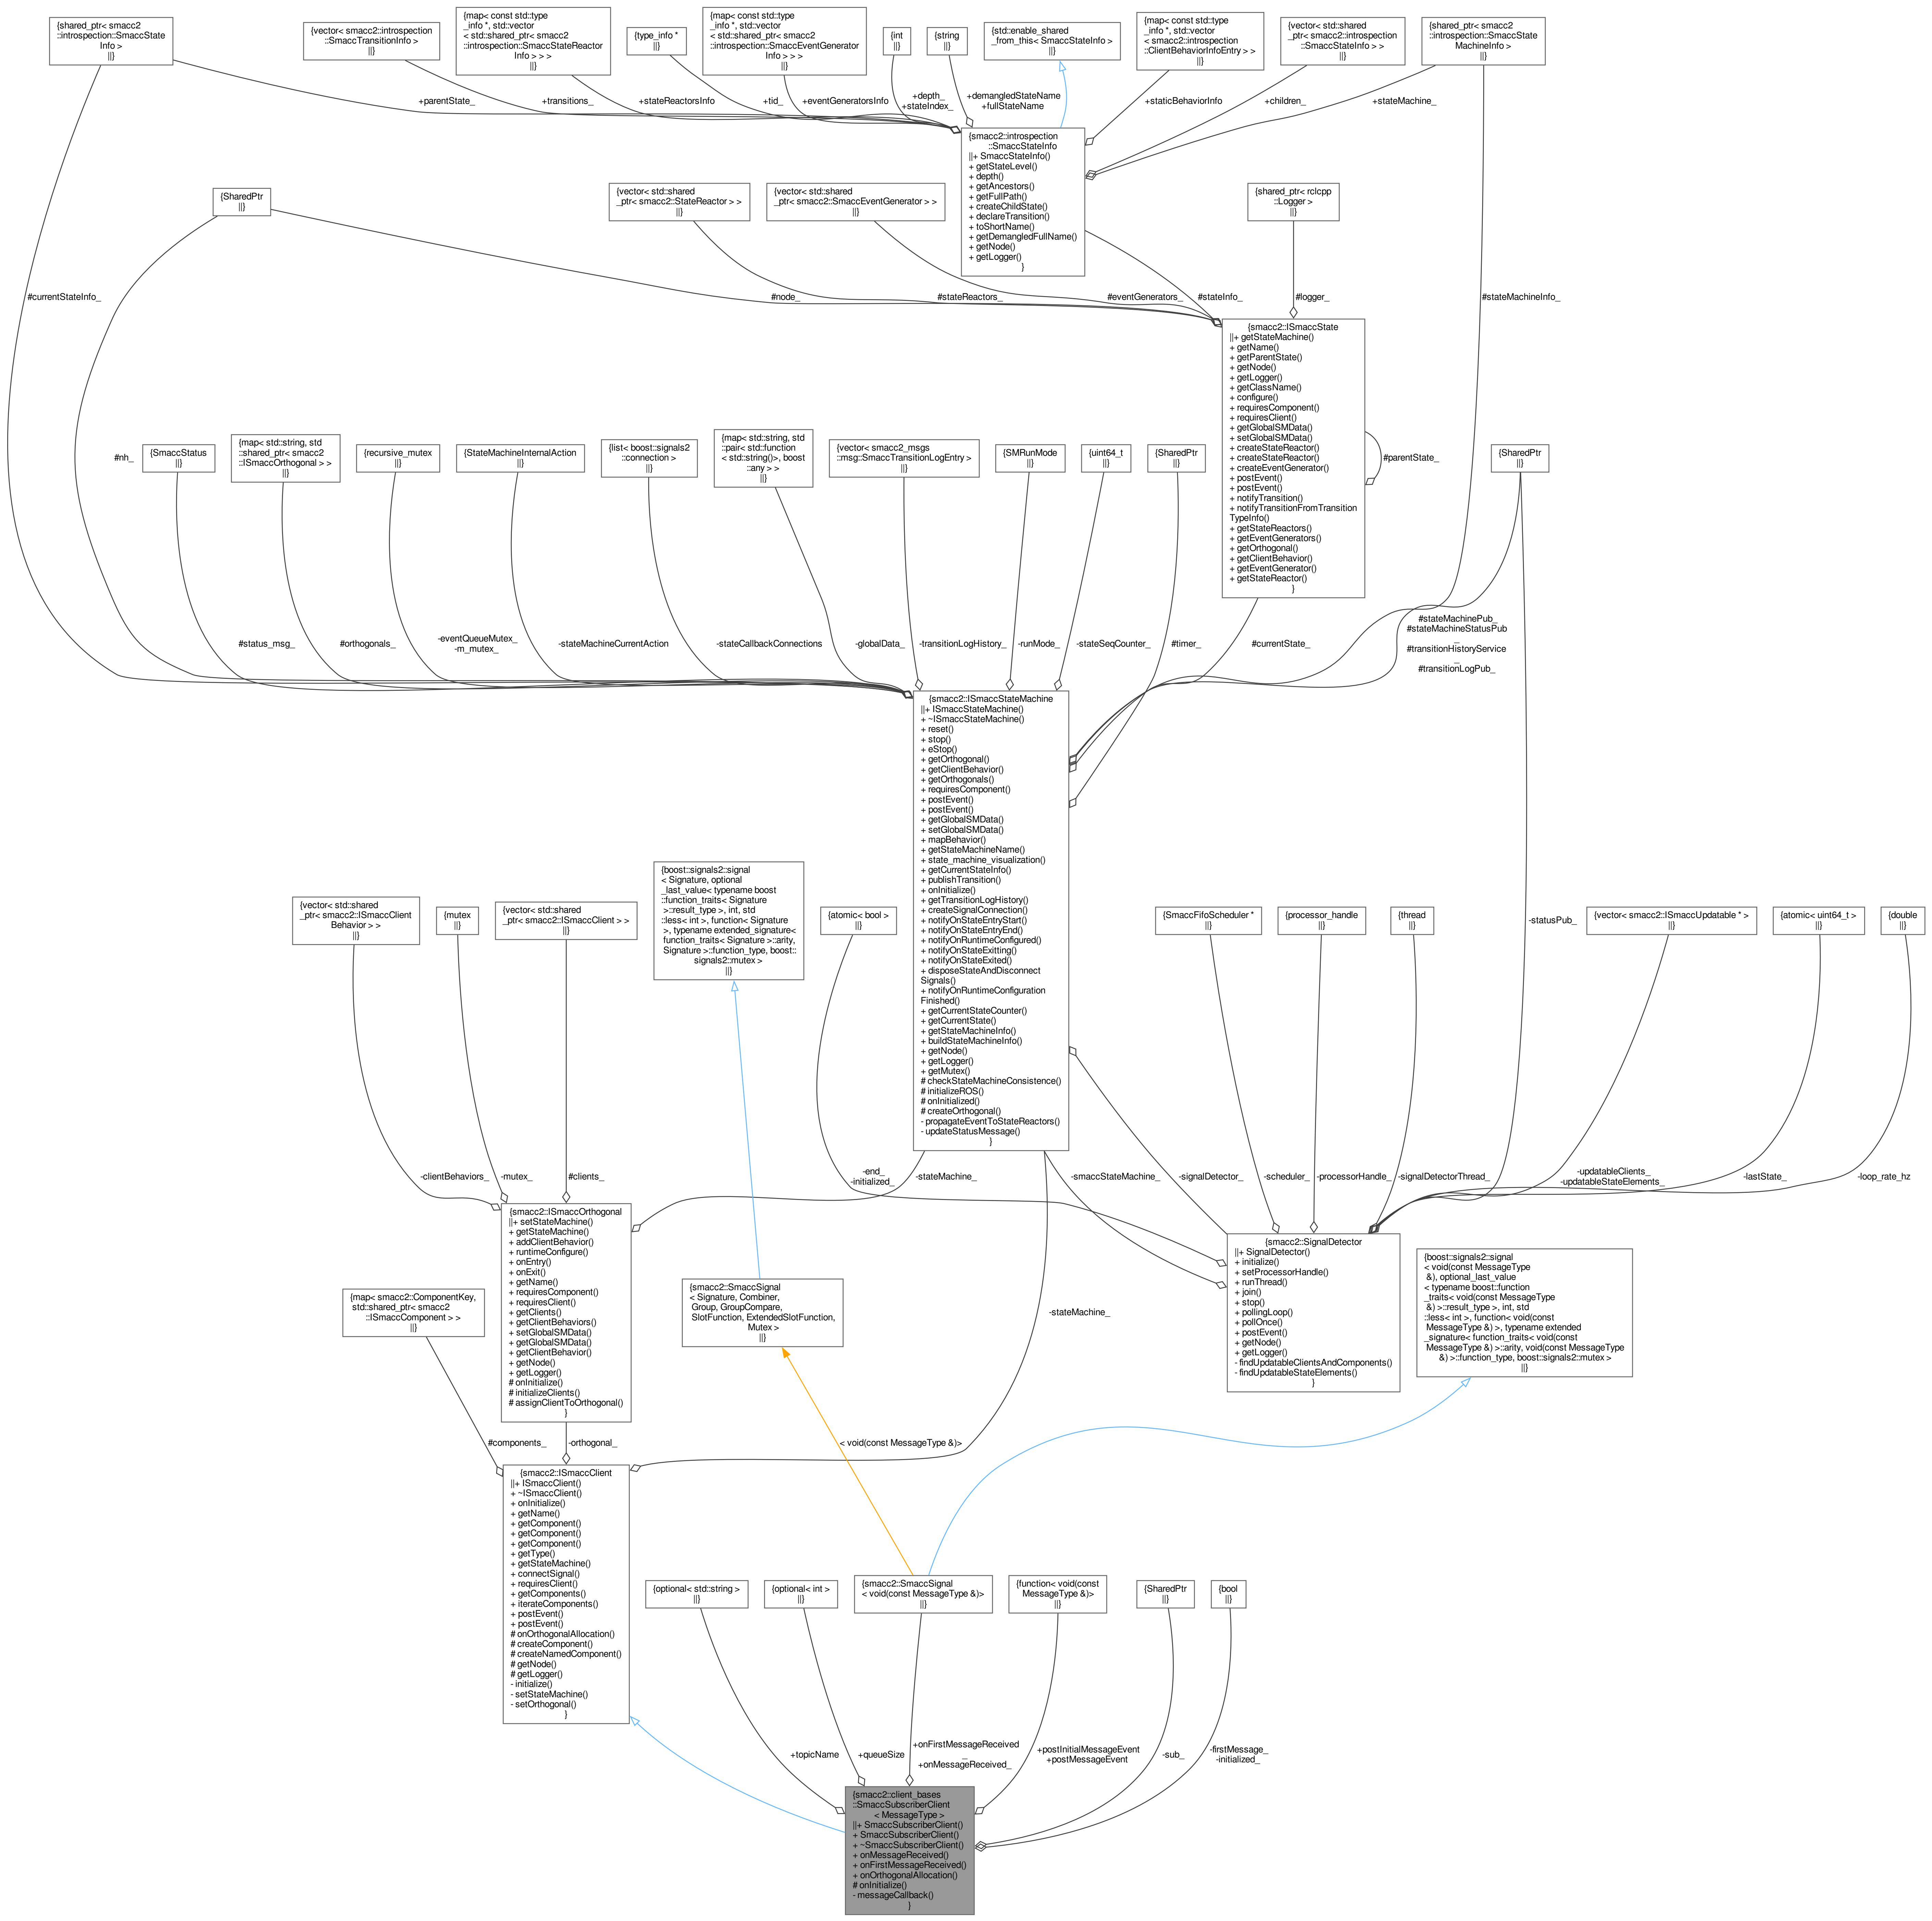 {shared_ptr< smacc2
::introspection::SmaccState
Info >
||}
{vector< smacc2::introspection
::SmaccTransitionInfo >
||}
{map< const std::type
_info *, std::vector
< std::shared_ptr< smacc2
::introspection::SmaccStateReactor
Info > > >
||}
{type_info *
||}
{map< const std::type
_info *, std::vector
< std::shared_ptr< smacc2
::introspection::SmaccEventGenerator
Info > > >
||}
{int
||}
{string
||}
{std::enable_shared
_from_this< SmaccStateInfo >
||}
{map< const std::type
_info *, std::vector
< smacc2::introspection
::ClientBehaviorInfoEntry > >
||}
{vector< std::shared
_ptr< smacc2::introspection
::SmaccStateInfo > >
||}
{shared_ptr< smacc2
::introspection::SmaccState
MachineInfo >
||}
+parentState_
+transitions_
+stateReactorsInfo
+tid_
+eventGeneratorsInfo
+depth_
+stateIndex_
+demangledStateName
+fullStateName
+staticBehaviorInfo
+children_
+stateMachine_
{smacc2::introspection
::SmaccStateInfo
||+ SmaccStateInfo()
+ getStateLevel()
+ depth()
+ getAncestors()
+ getFullPath()
+ createChildState()
+ declareTransition()
+ toShortName()
+ getDemangledFullName()
+ getNode()
+ getLogger()
}
{SharedPtr
||}
{vector< std::shared
_ptr< smacc2::StateReactor > >
||}
{vector< std::shared
_ptr< smacc2::SmaccEventGenerator > >
||}
{shared_ptr< rclcpp
::Logger >
||}
#currentStateInfo_
#node_
#stateReactors_
#eventGenerators_
#stateInfo_
#logger_
#stateMachineInfo_
{smacc2::ISmaccState
||+ getStateMachine()
+ getName()
+ getParentState()
+ getNode()
+ getLogger()
+ getClassName()
+ configure()
+ requiresComponent()
+ requiresClient()
+ getGlobalSMData()
+ setGlobalSMData()
+ createStateReactor()
+ createStateReactor()
+ createEventGenerator()
+ postEvent()
+ postEvent()
+ notifyTransition()
+ notifyTransitionFromTransition
TypeInfo()
+ getStateReactors()
+ getEventGenerators()
+ getOrthogonal()
+ getClientBehavior()
+ getEventGenerator()
+ getStateReactor()
}
#parentState_
#nh_
{SmaccStatus
||}
{map< std::string, std
::shared_ptr< smacc2
::ISmaccOrthogonal > >
||}
{recursive_mutex
||}
{StateMachineInternalAction
||}
{list< boost::signals2
::connection >
||}
{map< std::string, std
::pair< std::function
< std::string()>, boost
::any > >
||}
{vector< smacc2_msgs
::msg::SmaccTransitionLogEntry >
||}
{SMRunMode
||}
{uint64_t
||}
{SharedPtr
||}
{SharedPtr
||}
#status_msg_
#orthogonals_
-eventQueueMutex_
-m_mutex_
-stateMachineCurrentAction
-stateCallbackConnections
-globalData_
-transitionLogHistory_
-runMode_
-stateSeqCounter_
#timer_
#currentState_
#stateMachinePub_
#stateMachineStatusPub
_
#transitionHistoryService
_
#transitionLogPub_
{smacc2::ISmaccStateMachine
||+ ISmaccStateMachine()
+ ~ISmaccStateMachine()
+ reset()
+ stop()
+ eStop()
+ getOrthogonal()
+ getClientBehavior()
+ getOrthogonals()
+ requiresComponent()
+ postEvent()
+ postEvent()
+ getGlobalSMData()
+ setGlobalSMData()
+ mapBehavior()
+ getStateMachineName()
+ state_machine_visualization()
+ getCurrentStateInfo()
+ publishTransition()
+ onInitialize()
+ getTransitionLogHistory()
+ createSignalConnection()
+ notifyOnStateEntryStart()
+ notifyOnStateEntryEnd()
+ notifyOnRuntimeConfigured()
+ notifyOnStateExitting()
+ notifyOnStateExited()
+ disposeStateAndDisconnect
Signals()
+ notifyOnRuntimeConfiguration
Finished()
+ getCurrentStateCounter()
+ getCurrentState()
+ getStateMachineInfo()
+ buildStateMachineInfo()
+ getNode()
+ getLogger()
+ getMutex()
# checkStateMachineConsistence()
# initializeROS()
# onInitialized()
# createOrthogonal()
- propagateEventToStateReactors()
- updateStatusMessage()
}
{vector< std::shared
_ptr< smacc2::ISmaccClient
Behavior > >
||}
{mutex
||}
{vector< std::shared
_ptr< smacc2::ISmaccClient > >
||}
{boost::signals2::signal
< Signature, optional
_last_value< typename boost
::function_traits< Signature
>::result_type >, int, std
::less< int >, function< Signature
>, typename extended_signature<
function_traits< Signature >::arity,
Signature >::function_type, boost::
signals2::mutex >
||}
{atomic< bool >
||}
{SmaccFifoScheduler *
||}
{processor_handle
||}
{thread
||}
-statusPub_
{vector< smacc2::ISmaccUpdatable * >
||}
{atomic< uint64_t >
||}
{double
||}
-clientBehaviors_
-mutex_
#clients_
-end_
-initialized_
-stateMachine_
-smaccStateMachine_
-signalDetector_
-scheduler_
-processorHandle_
-signalDetectorThread_
-updatableClients_
-updatableStateElements_
-lastState_
-loop_rate_hz
{smacc2::ISmaccOrthogonal
||+ setStateMachine()
+ getStateMachine()
+ addClientBehavior()
+ runtimeConfigure()
+ onEntry()
+ onExit()
+ getName()
+ requiresComponent()
+ requiresClient()
+ getClients()
+ getClientBehaviors()
+ setGlobalSMData()
+ getGlobalSMData()
+ getClientBehavior()
+ getNode()
+ getLogger()
# onInitialize()
# initializeClients()
# assignClientToOrthogonal()
}
{smacc2::SignalDetector
||+ SignalDetector()
+ initialize()
+ setProcessorHandle()
+ runThread()
+ join()
+ stop()
+ pollingLoop()
+ pollOnce()
+ postEvent()
+ getNode()
+ getLogger()
- findUpdatableClientsAndComponents()
- findUpdatableStateElements()
}
{map< smacc2::ComponentKey,
std::shared_ptr< smacc2
::ISmaccComponent > >
||}
{smacc2::SmaccSignal
< Signature, Combiner,
Group, GroupCompare,
SlotFunction, ExtendedSlotFunction,
Mutex >
||}
-stateMachine_
{boost::signals2::signal
< void(const MessageType
&), optional_last_value
< typename boost::function
_traits< void(const MessageType
&) >::result_type >, int, std
::less< int >, function< void(const
MessageType &) >, typename extended
_signature< function_traits< void(const
MessageType &) >::arity, void(const MessageType
&) >::function_type, boost::signals2::mutex >
||}
#components_
-orthogonal_
< void(const MessageType &)>
{smacc2::ISmaccClient
||+ ISmaccClient()
+ ~ISmaccClient()
+ onInitialize()
+ getName()
+ getComponent()
+ getComponent()
+ getComponent()
+ getType()
+ getStateMachine()
+ connectSignal()
+ requiresClient()
+ getComponents()
+ iterateComponents()
+ postEvent()
+ postEvent()
# onOrthogonalAllocation()
# createComponent()
# createNamedComponent()
# getNode()
# getLogger()
- initialize()
- setStateMachine()
- setOrthogonal()
}
{optional< std::string >
||}
{optional< int >
||}
{smacc2::SmaccSignal
< void(const MessageType &)>
||}
{function< void(const
MessageType &)>
||}
{SharedPtr
||}
{bool
||}
+topicName
+queueSize
+onFirstMessageReceived
_
+onMessageReceived_
+postInitialMessageEvent
+postMessageEvent
-sub_
-firstMessage_
-initialized_
{smacc2::client_bases
::SmaccSubscriberClient
< MessageType >
||+ SmaccSubscriberClient()
+ SmaccSubscriberClient()
+ ~SmaccSubscriberClient()
+ onMessageReceived()
+ onFirstMessageReceived()
+ onOrthogonalAllocation()
# onInitialize()
- messageCallback()
}